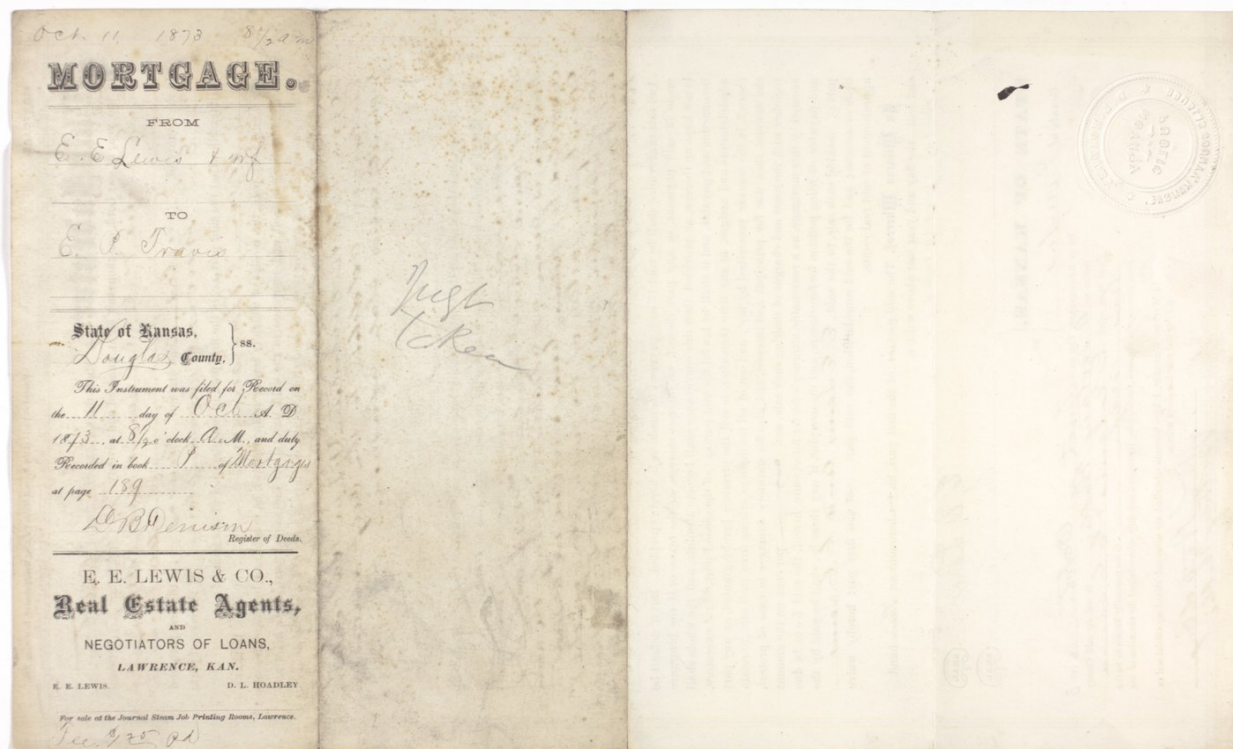 Oct. 11 1873 8½ a m
MORTGAGE.
FROM
E. E. Lewis & wf
TO
E. P. Travis
State of Kansas,
Douglas County, } ss.
This Instrument was filed for Record on
the 11 day of Oct A. D
1873, at 8½ o'clock A. M., and duly
Recorded in book P of Mortgages
at page 189
D B Denison
Register of Deeds.
E. E. LEWIS & CO.,
Real Estate Agents,
AND
NEGOTIATORS OF LOANS,
LAWRENCE, KAN.
E. E. LEWIS. D. L. HOADLEY
For sale at the Journal Steam Job Printing Rooms, Lawrence.
Fee Pd